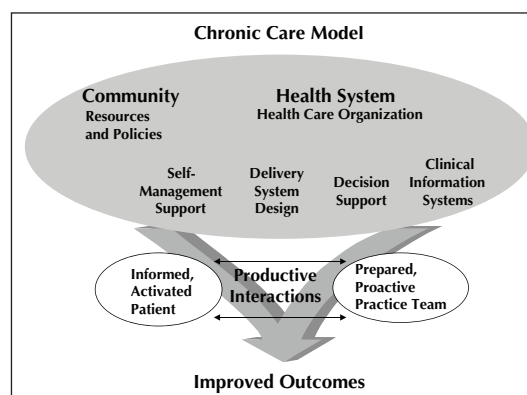 Chronic Care Model
Community
Resources
and Policies
Health System
Health Care Organization
Self-
Management
Support
Delivery
System
Design
Decision
Support
Clinical
Information
Systems
Informed,
Activated
Patient
Productive
Interactions
Prepared,
Proactive
Practice Team
Improved Outcomes